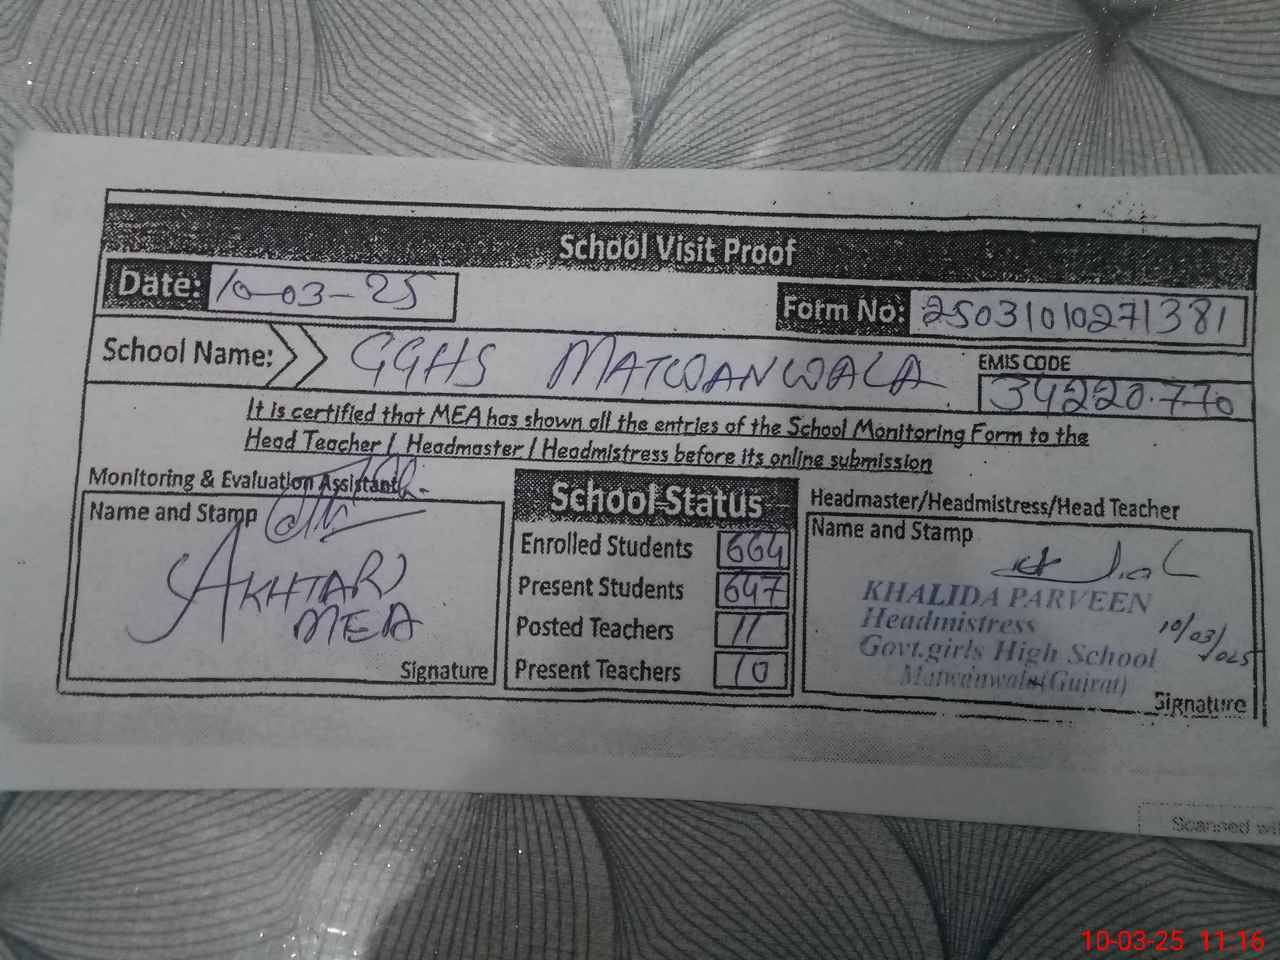 School Visit Proof
Date: 10-03-25
Form No: 25031010271381
School Name: GGHS MATWANWALA
EMIS CODE
34220770
It is certified that MEA has shown all the entries of the School Monitoring Form to the
Head Teacher / Headmaster / Headmistress before its online submission
Monitoring & Evaluation Assistant
Name and Stamp
AKHTAR
MEA
Signature
School Status
Enrolled Students 664
Present Students 647
Posted Teachers 11
Present Teachers 10
Headmaster/Headmistress/Head Teacher
Name and Stamp
KHALIDA PARVEEN
Headmistress
10/03/2025
Govt.girls High School
Matwanwala(Gujrat)
Signature
Scanned
10-03-25 11:16